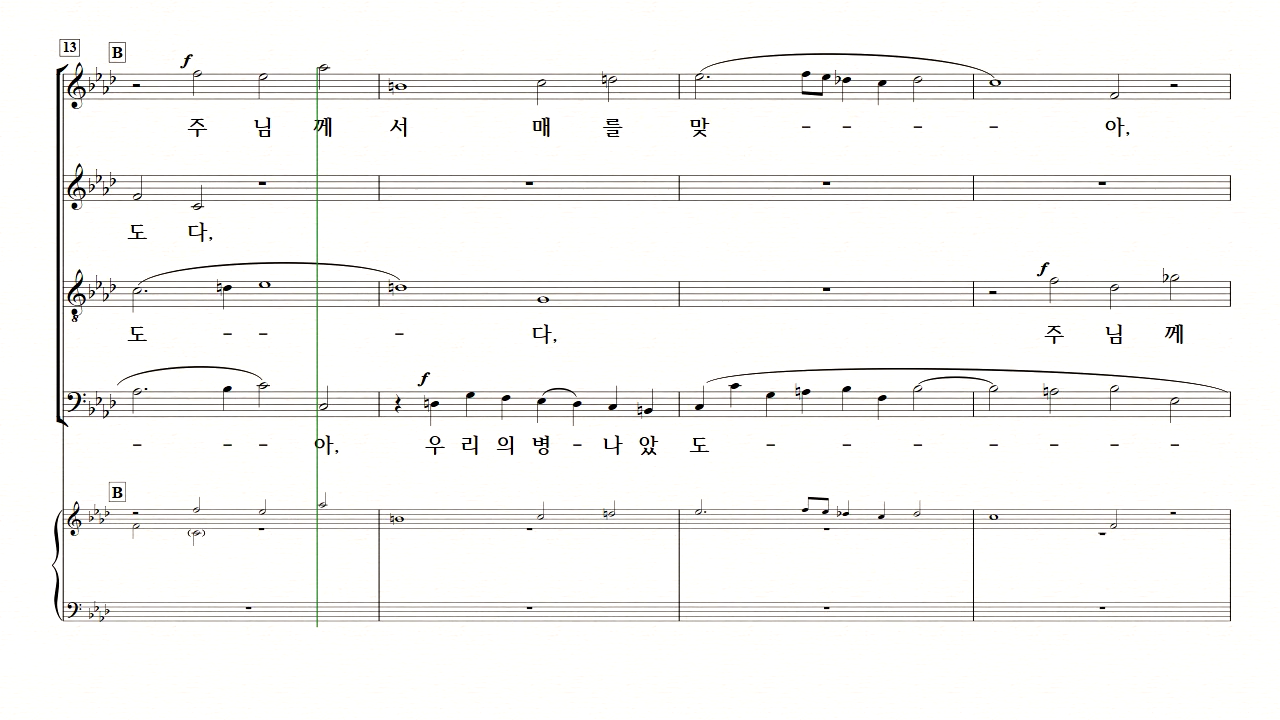 13
B
f
주 님 께 서 매 를 맞 - - - - 아,
도 다,
f
도 - - - 다, 주 님 께
f
- - - 아, 우 리 의 병 - 나 았 도 - - - - - - -
B